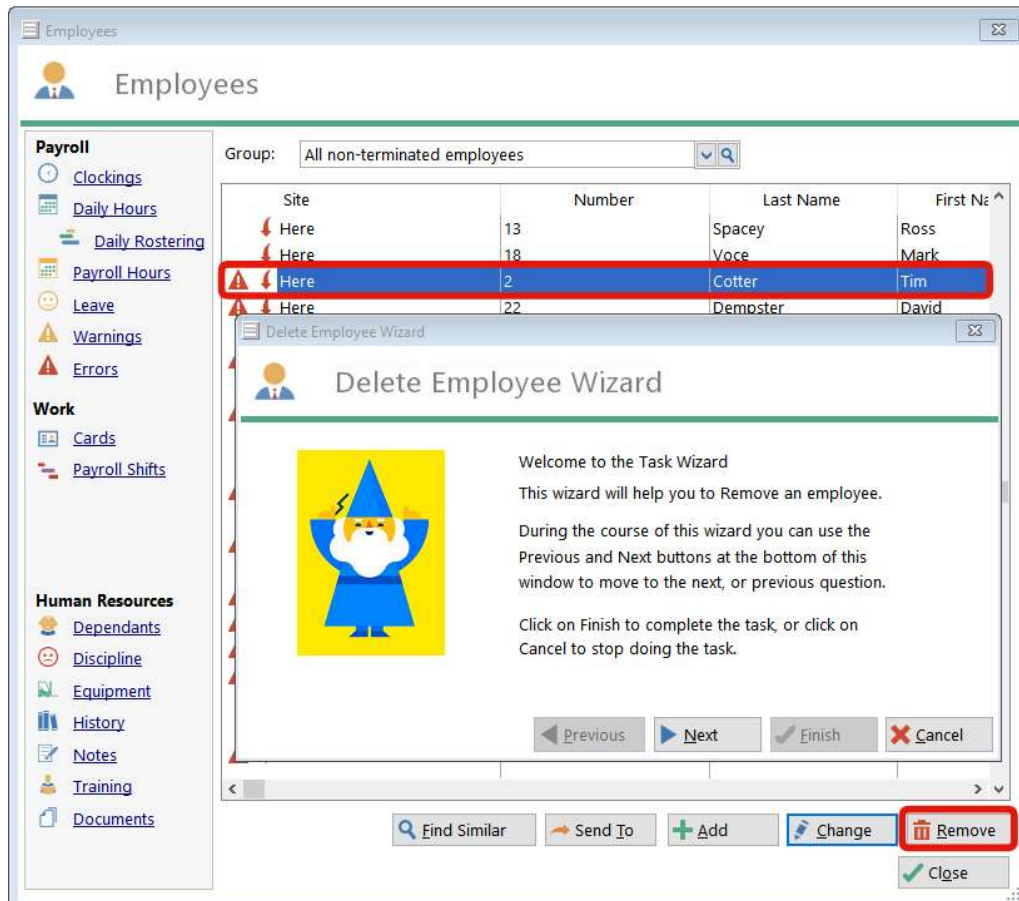 Employees
Employees
Payroll
Clockings
Daily Hours
Daily Rostering
Payroll Hours
Leave
Warnings
Errors
Work
Cards
Payroll Shifts
Human Resources
Dependants
Discipline
Equipment
History
Notes
Training
Documents
Group: All non-terminated employees
Site Number Last Name First Na
Here 13 Spacey Ross
Here 18 Voce Mark
Here 2 Cotter Tim
Here 22 Dempster David
Delete Employee Wizard
Delete Employee Wizard
Welcome to the Task Wizard
This wizard will help you to Remove an employee.
During the course of this wizard you can use the
Previous and Next buttons at the bottom of this
window to move to the next, or previous question.
Click on Finish to complete the task, or click on
Cancel to stop doing the task.
Previous Next Finish Cancel
Find Similar Send To Add Change Remove
Close